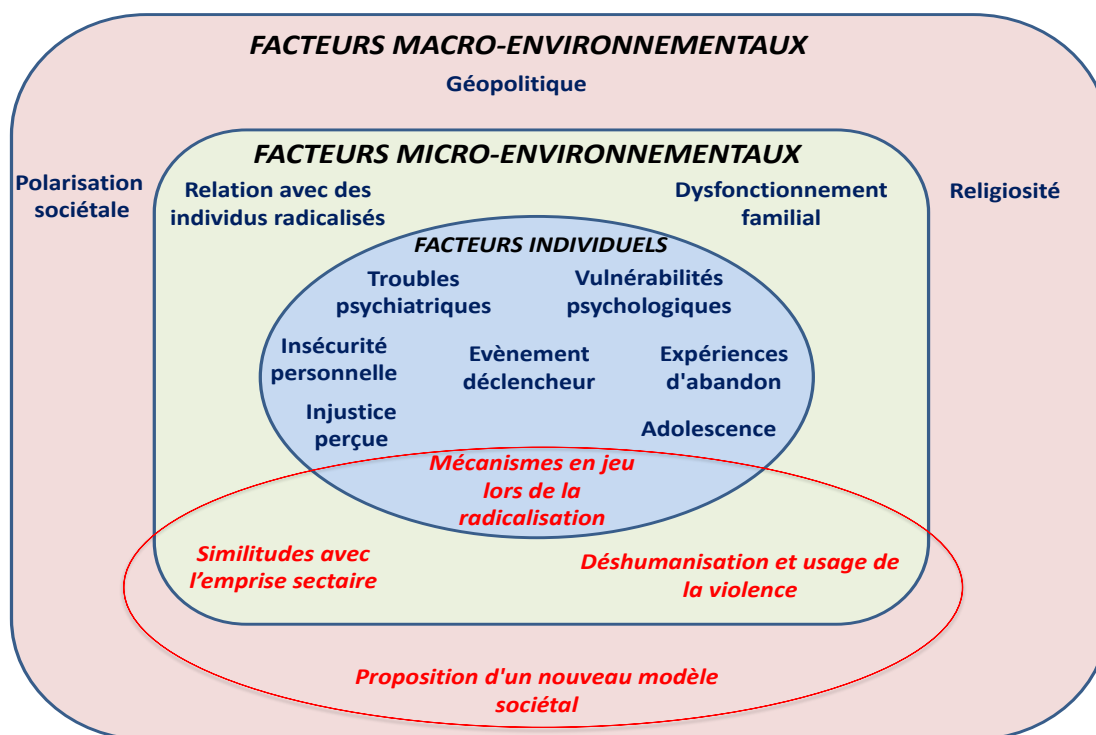 FACTEURS MACRO-ENVIRONNEMENTAUX
Géopolitique
FACTEURS MICRO-ENVIRONNEMENTAUX
Polarisation
sociétale
Relation avec des
individus radicalisés
Dysfonctionnement
familial
Religiosité
FACTEURS INDIVIDUELS
Troubles
psychiatriques
Vulnérabilités
psychologiques
Insécurité
personnelle
Evènement
déclencheur
Expériences
d'abandon
Injustice
perçue
Adolescence
Mécanismes en jeu
lors de la
radicalisation
Similitudes avec
l’emprise sectaire
Déshumanisation et usage de
la violence
Proposition d'un nouveau modèle
sociétal